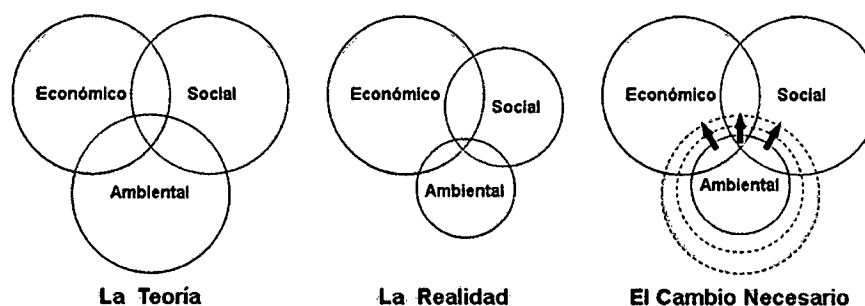 Económico Social
Ambiental
La Teoría
Económico Social
Ambiental
La Realidad
Económico Social
Ambiental
El Cambio Necesario